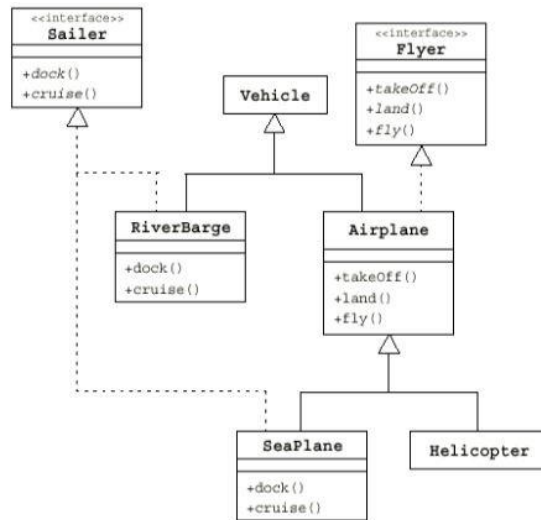 <<interface>>
Sailer
+dock()
+cruise()
<<interface>>
Flyer
+takeOff()
+land()
+fly()
Vehicle
RiverBarge
+dock()
+cruise()
Airplane
+takeOff()
+land()
+fly()
SeaPlane
+dock()
+cruise()
Helicopter